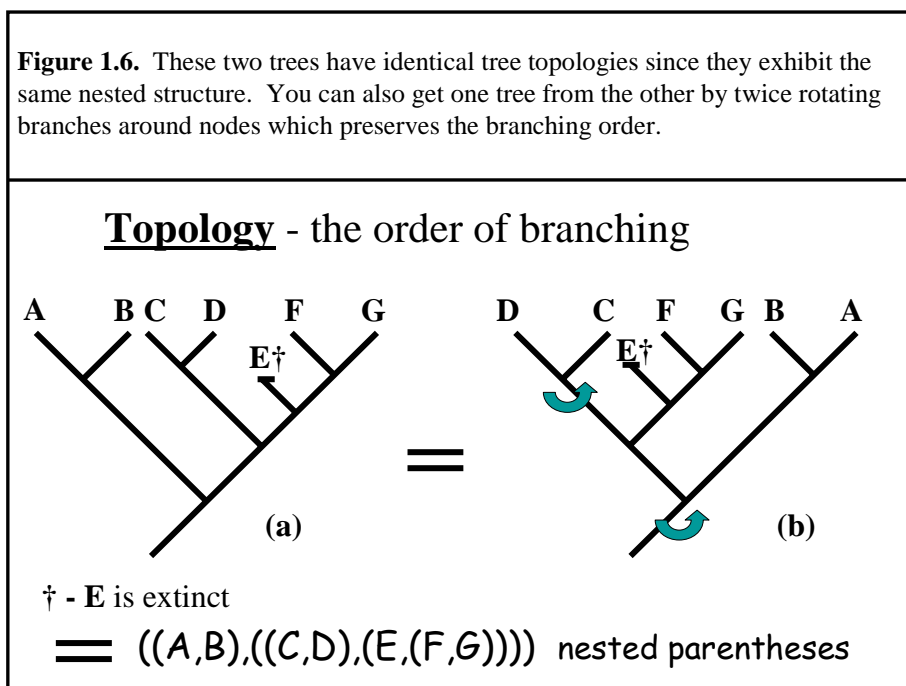 Figure 1.6. These two trees have identical tree topologies since they exhibit the
same nested structure. You can also get one tree from the other by twice rotating
branches around nodes which preserves the branching order.
Topology - the order of branching
A B C D F G
E†
(a)
=
D C F G B A
E†
(b)
† - E is extinct
= ((A,B),((C,D),(E,(F,G)))) nested parentheses